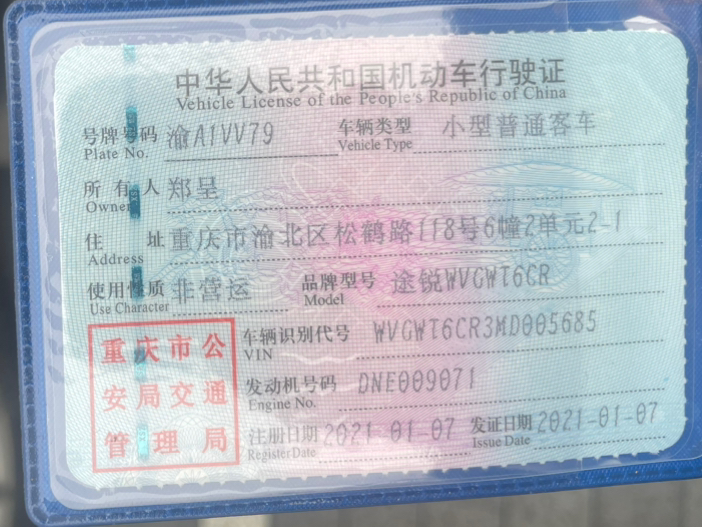 中华人民共和国机动车行驶证
Vehicle License of the People's Republic of China
号牌号码 渝A1VV79 车辆类型 小型普通客车
Plate No. Vehicle Type
所有人 郑呈
Owner
住址 重庆市渝北区松鹤路118号6幢2单元2-1
Address
使用性质 非营运 品牌型号 途锐WVGWT6CR
Use Character Model
车辆识别代号 WVGWT6CR3MD005685
VIN
发动机号码 DNE009071
Engine No.
注册日期 2021-01-07 发证日期 2021-01-07
Register Date Issue Date
重庆市公
安局交通
管理局